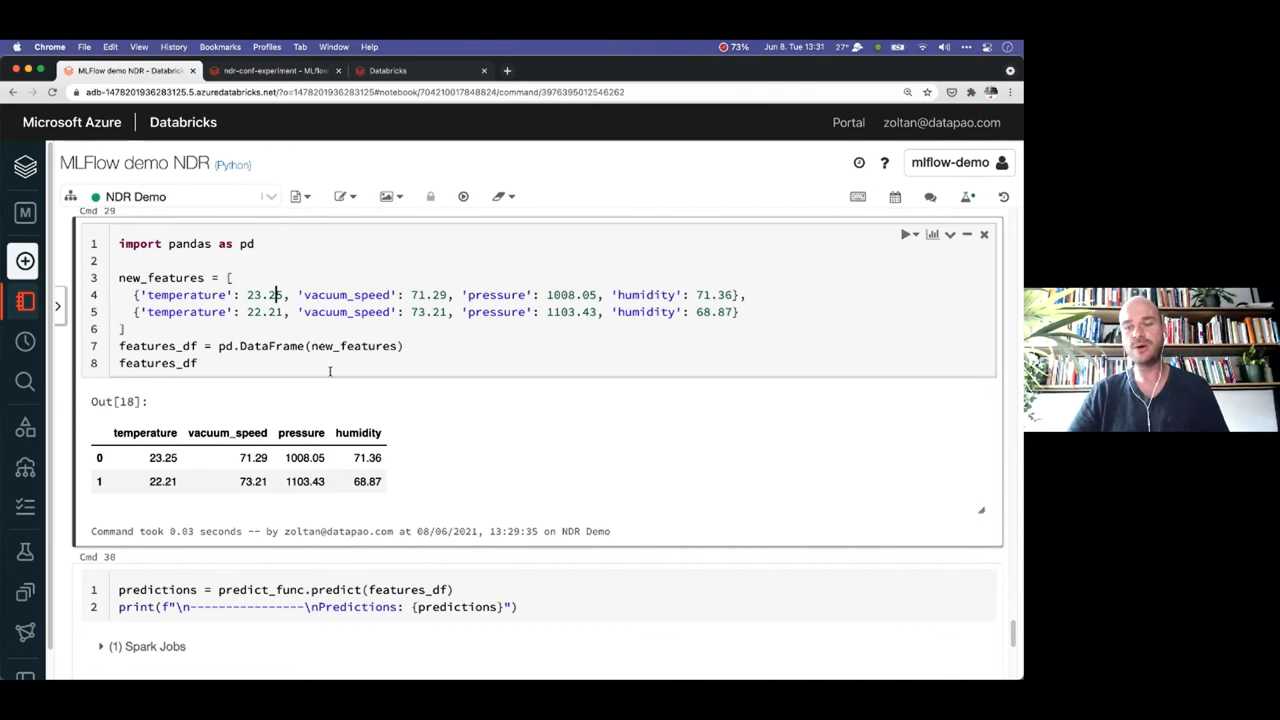 Chrome File Edit View History Bookmarks Profiles Tab Window Help 73% Jun 8. Tue 13:31 27°
MLFlow demo NDR - Databric ndr-conf-experiment - MLflow Databricks
adb-1478201936283125.5.azuredatabricks.net/?o=1478201936283125#notebook/704210017848824/command/3976395012546262
Microsoft Azure Databricks Portal zoltan@datapao.com
MLFlow demo NDR (Python) mlflow-demo
NDR Demo
Cmd 29
1 import pandas as pd
2
3 new_features = [
4 {'temperature': 23.25, 'vacuum_speed': 71.29, 'pressure': 1008.05, 'humidity': 71.36},
5 {'temperature': 22.21, 'vacuum_speed': 73.21, 'pressure': 1103.43, 'humidity': 68.87}
6 ]
7 features_df = pd.DataFrame(new_features)
8 features_df
Out[18]:
temperature vacuum_speed pressure humidity
0 23.25 71.29 1008.05 71.36
1 22.21 73.21 1103.43 68.87
Command took 0.03 seconds -- by zoltan@datapao.com at 08/06/2021, 13:29:35 on NDR Demo
Cmd 30
1 predictions = predict_func.predict(features_df)
2 print(f"\n----------------\nPredictions: {predictions}")
(1) Spark Jobs